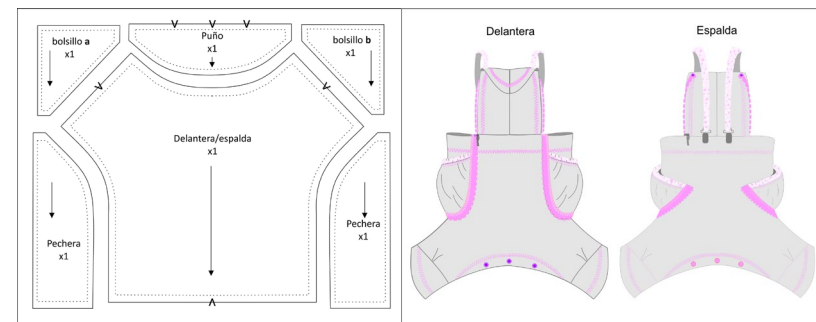 bolsillo a
x1
Puño
x1
bolsillo b
x1
Delantera/espalda
x1
Pechera
x1
Pechera
x1
Delantera
Espalda